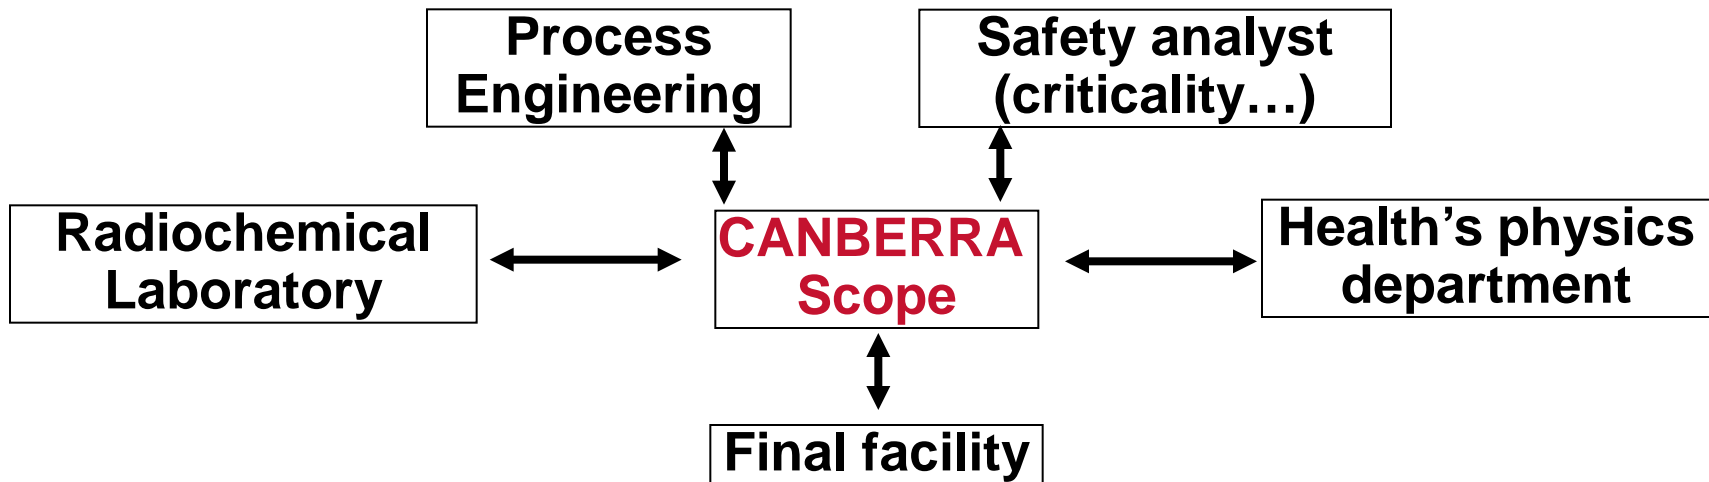 Process
Engineering
Safety analyst
(criticality…)
Radiochemical
Laboratory
CANBERRA
Scope
Health’s physics
department
Final facility